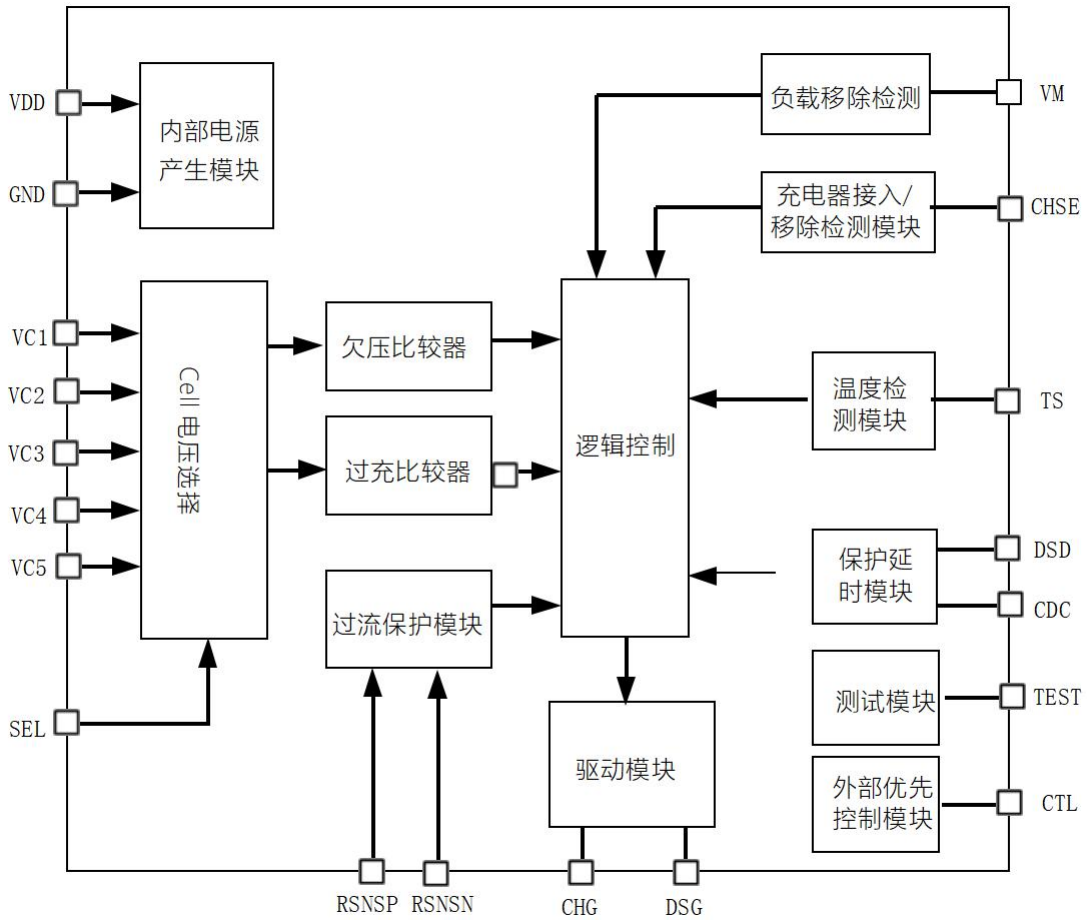 VDD
内部电源
产生模块
GND
负载移除检测
VM
充电器接入/
移除检测模块
CHSE
VC1
VC2
VC3
VC4
VC5
Cell 电压选择
欠压比较器
过充比较器
过流保护模块
逻辑控制
温度检
测模块
TS
保护延
时模块
DSD
CDC
测试模块
TEST
SEL
驱动模块
外部优先
控制模块
CTL
RSNSP
RSNSN
CHG
DSG